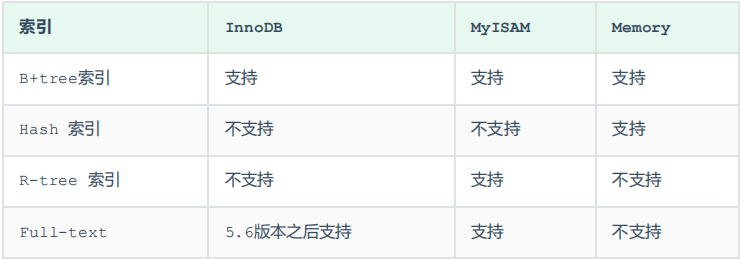 索引 InnoDB MyISAM Memory
B+tree索引 支持 支持 支持
Hash 索引 不支持 不支持 支持
R-tree 索引 不支持 支持 不支持
Full-text 5.6版本之后支持 支持 不支持